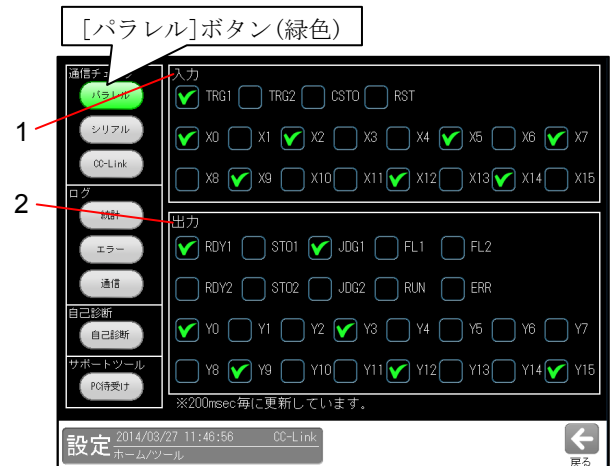 [パラレル]ボタン(緑色)
通信チェック
入力
パラレル
TRG1 TRG2 CSTO RST
1
シリアル
X0 X1 X2 X3 X4 X5 X6 X7
CC-Link
X8 X9 X10 X11 X12 X13 X14 X15
ログ
2
統計
出力
エラー
RDY1 STO1 JDG1 FL1 FL2
通信
RDY2 STO2 JDG2 RUN ERR
自己診断
自己診断
Y0 Y1 Y2 Y3 Y4 Y5 Y6 Y7
サポートツール
PC待受け
Y8 Y9 Y10 Y11 Y12 Y13 Y14 Y15
※200msec毎に更新しています。
設定 2014/03/27 11:46:56 CC-Link
ホーム/ツール
戻る